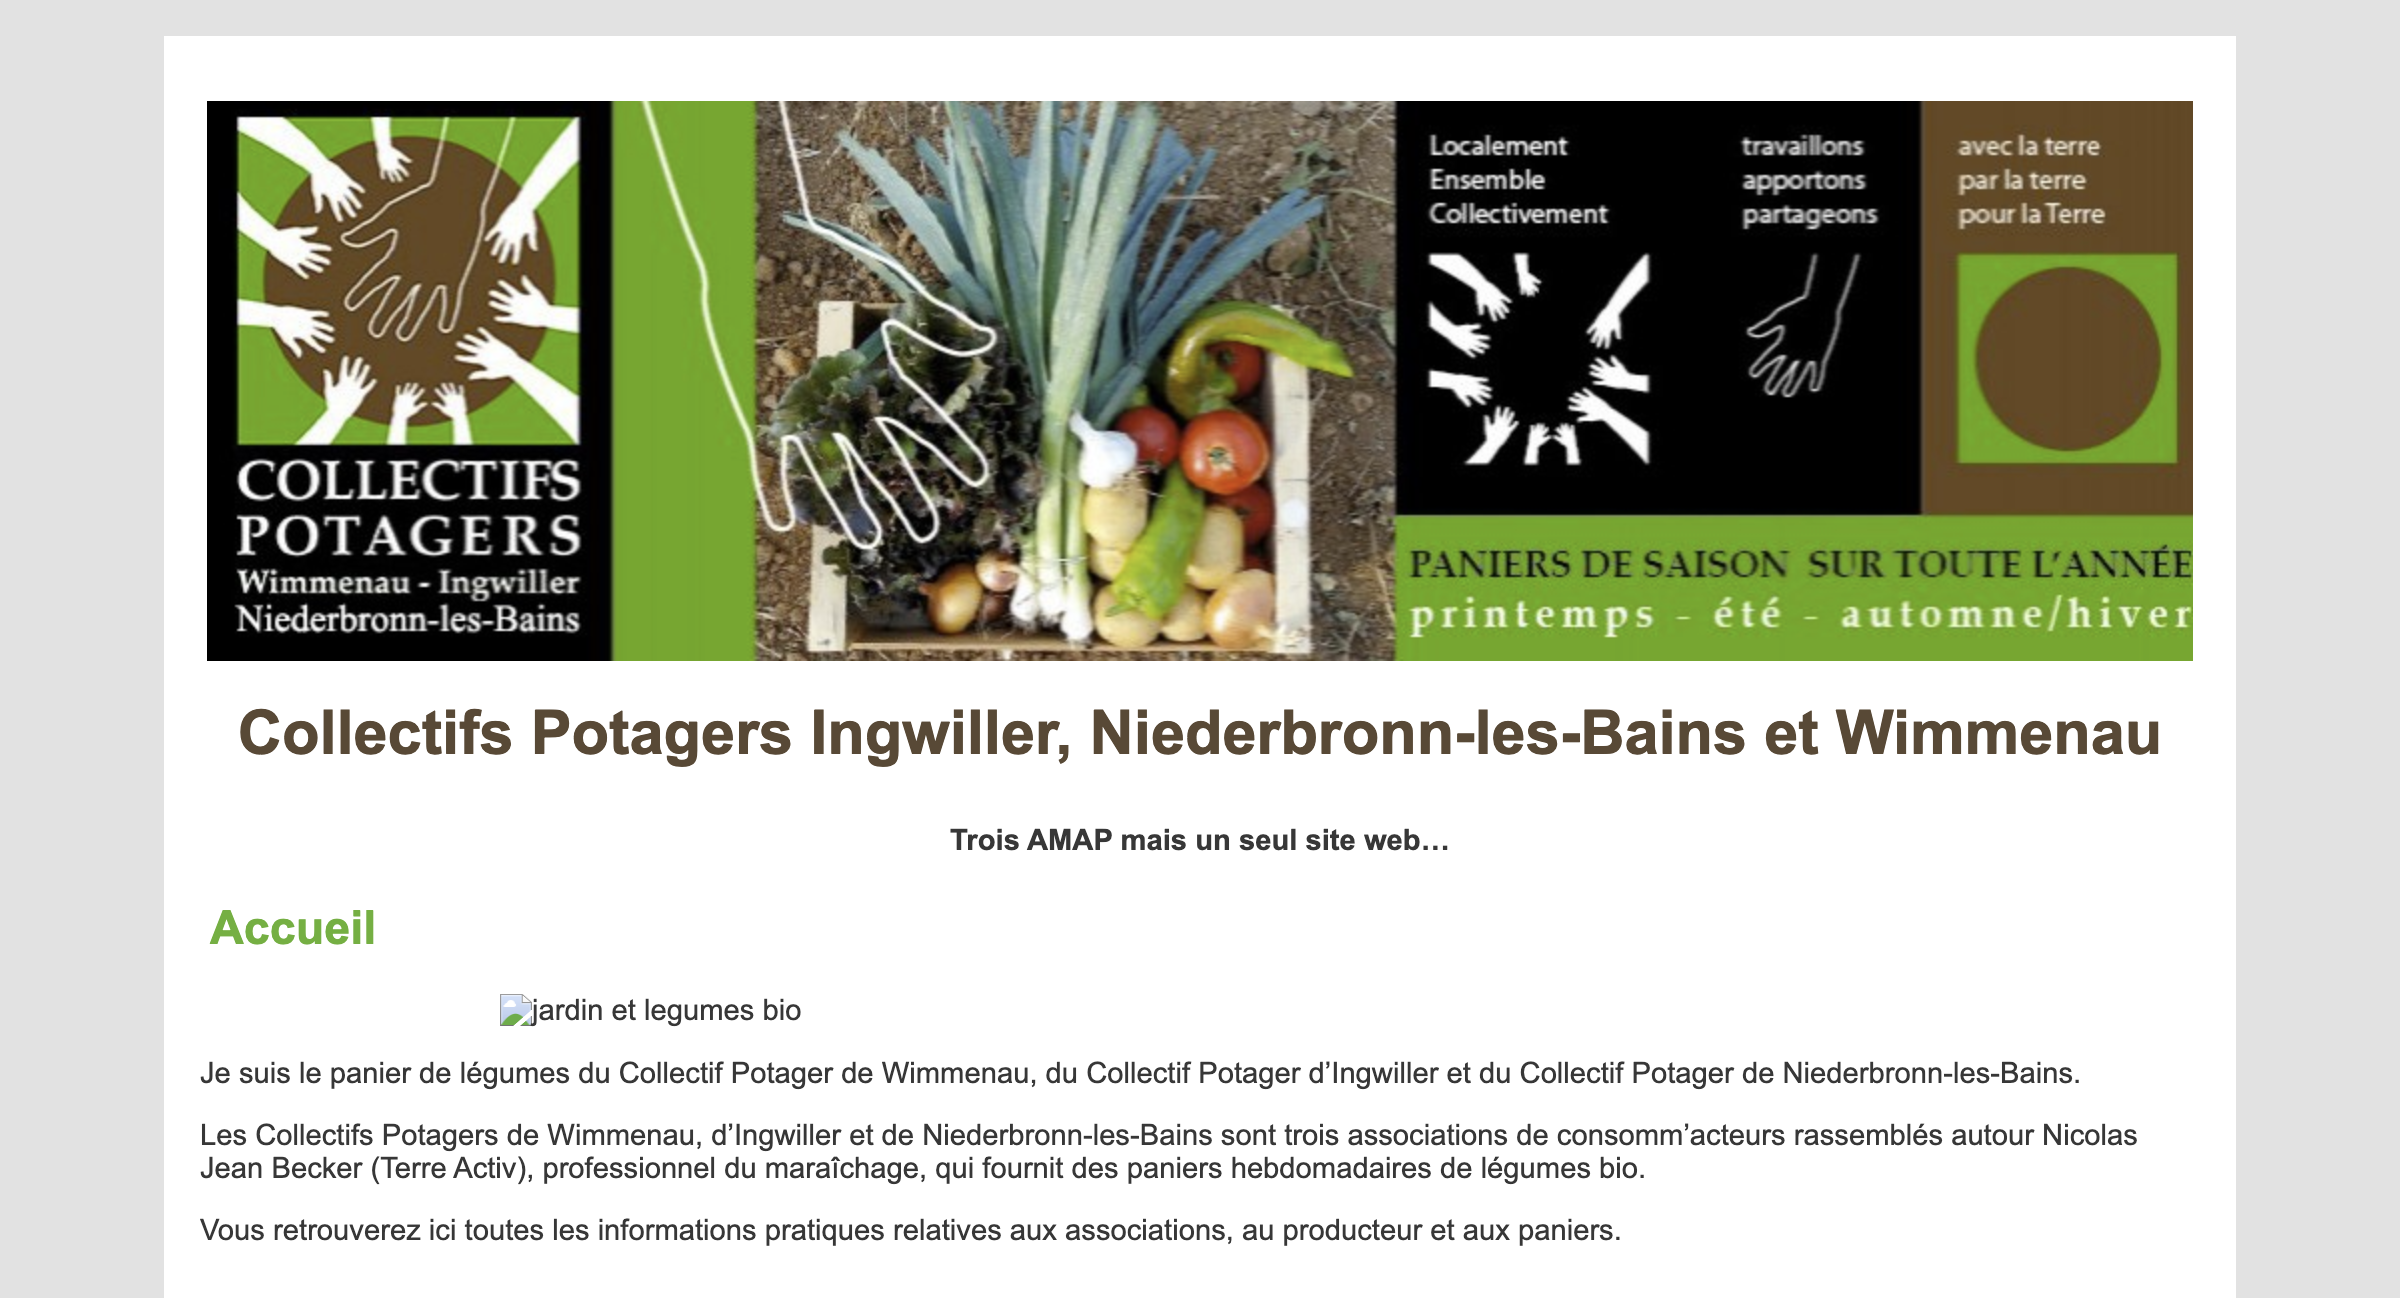 COLLECTIFS
POTAGERS
Wimmenau - Ingwiller
Niederbronn-les-Bains
Localement travaillons avec la terre
Ensemble apportons par la terre
Collectivement partageons pour la Terre
PANIERS DE SAISON SUR TOUTE L’ANNÉE
printemps - été - automne/hiver
Collectifs Potagers Ingwiller, Niederbronn-les-Bains et Wimmenau
Trois AMAP mais un seul site web…
Accueil
jardin et legumes bio
Je suis le panier de légumes du Collectif Potager de Wimmenau, du Collectif Potager d’Ingwiller et du Collectif Potager de Niederbronn-les-Bains.
Les Collectifs Potagers de Wimmenau, d’Ingwiller et de Niederbronn-les-Bains sont trois associations de consomm’acteurs rassemblés autour Nicolas
Jean Becker (Terre Activ), professionnel du maraîchage, qui fournit des paniers hebdomadaires de légumes bio.
Vous retrouverez ici toutes les informations pratiques relatives aux associations, au producteur et aux paniers.